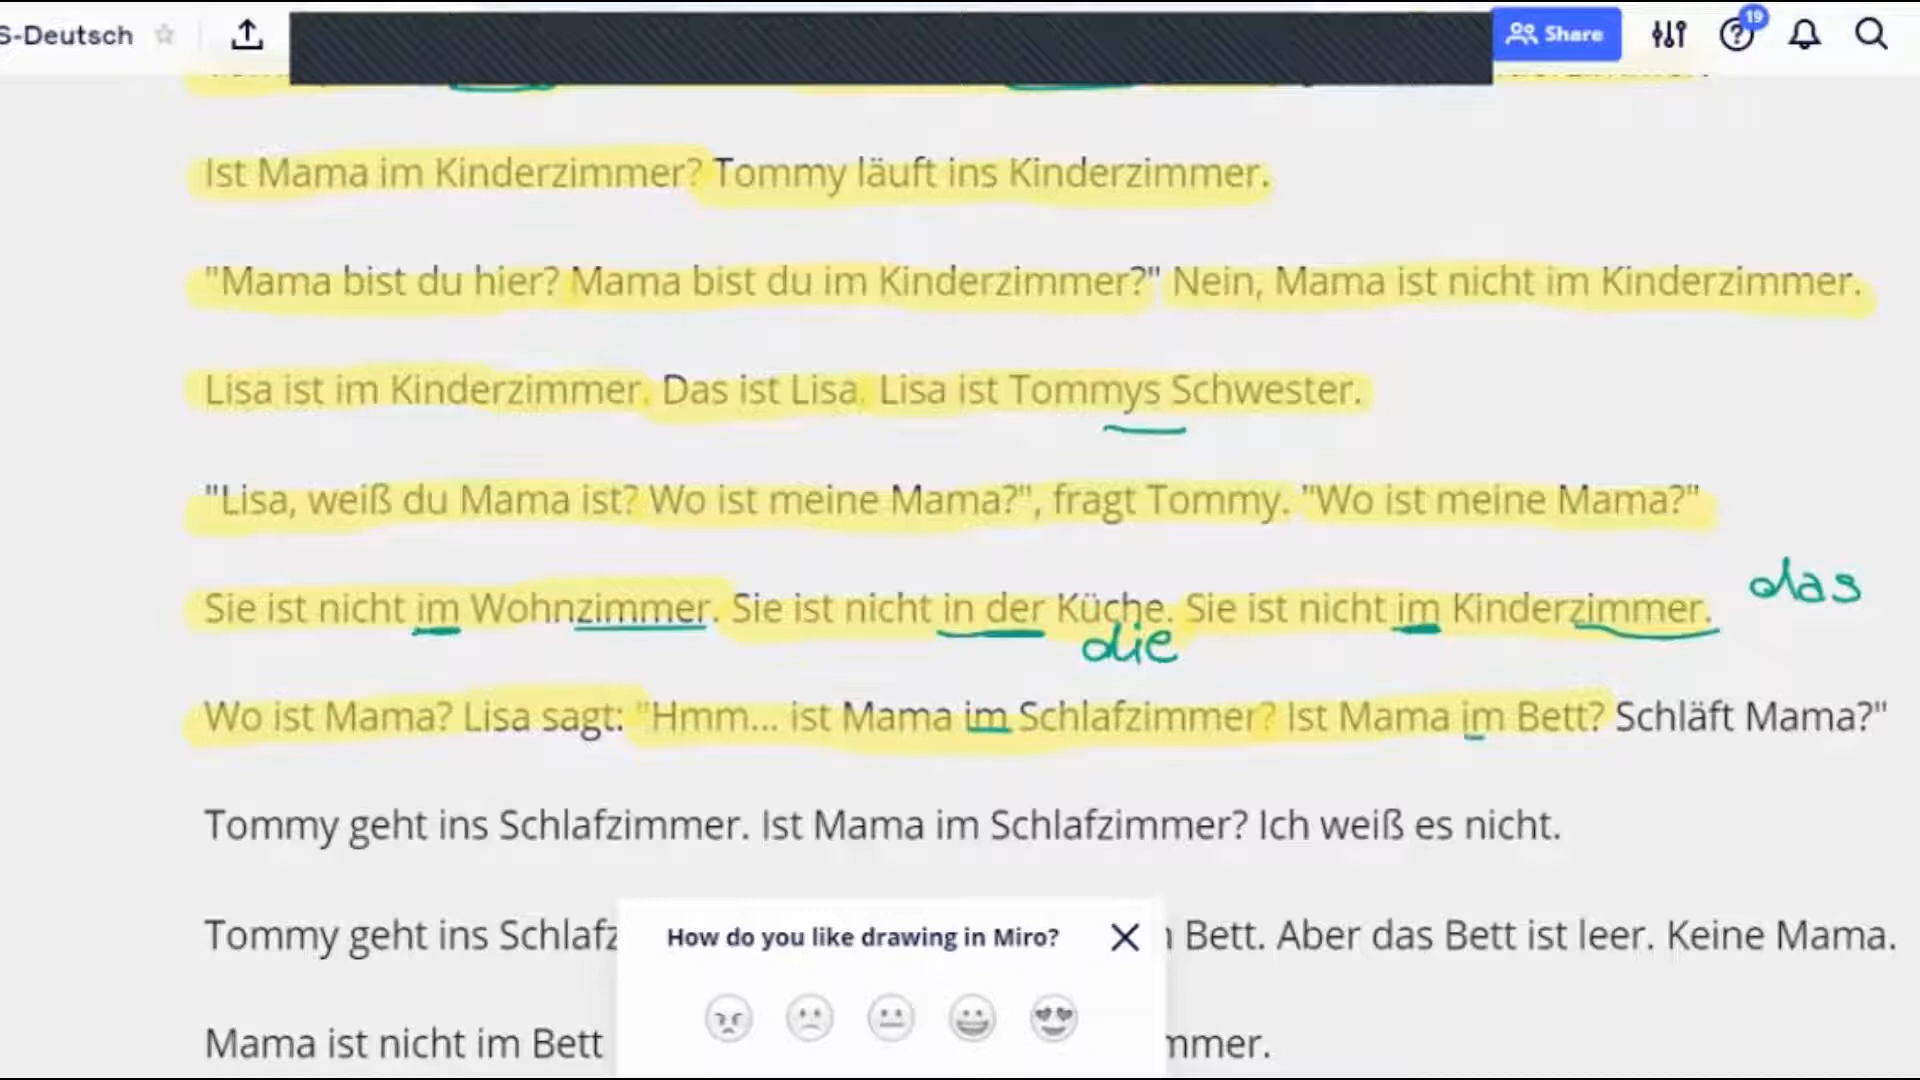 S-Deutsch
Share
19
Ist Mama im Kinderzimmer? Tommy läuft ins Kinderzimmer.
"Mama bist du hier? Mama bist du im Kinderzimmer?" Nein, Mama ist nicht im Kinderzimmer.
Lisa ist im Kinderzimmer. Das ist Lisa. Lisa ist Tommys Schwester.
"Lisa, weiß du Mama ist? Wo ist meine Mama?", fragt Tommy. "Wo ist meine Mama?"
das
Sie ist nicht im Wohnzimmer. Sie ist nicht in der Küche. Sie ist nicht im Kinderzimmer.
die
Wo ist Mama? Lisa sagt: "Hmm... ist Mama im Schlafzimmer? Ist Mama im Bett? Schläft Mama?"
Tommy geht ins Schlafzimmer. Ist Mama im Schlafzimmer? Ich weiß es nicht.
Tommy geht ins Schlafz Bett. Aber das Bett ist leer. Keine Mama.
How do you like drawing in Miro?
Mama ist nicht im Bett mmer.